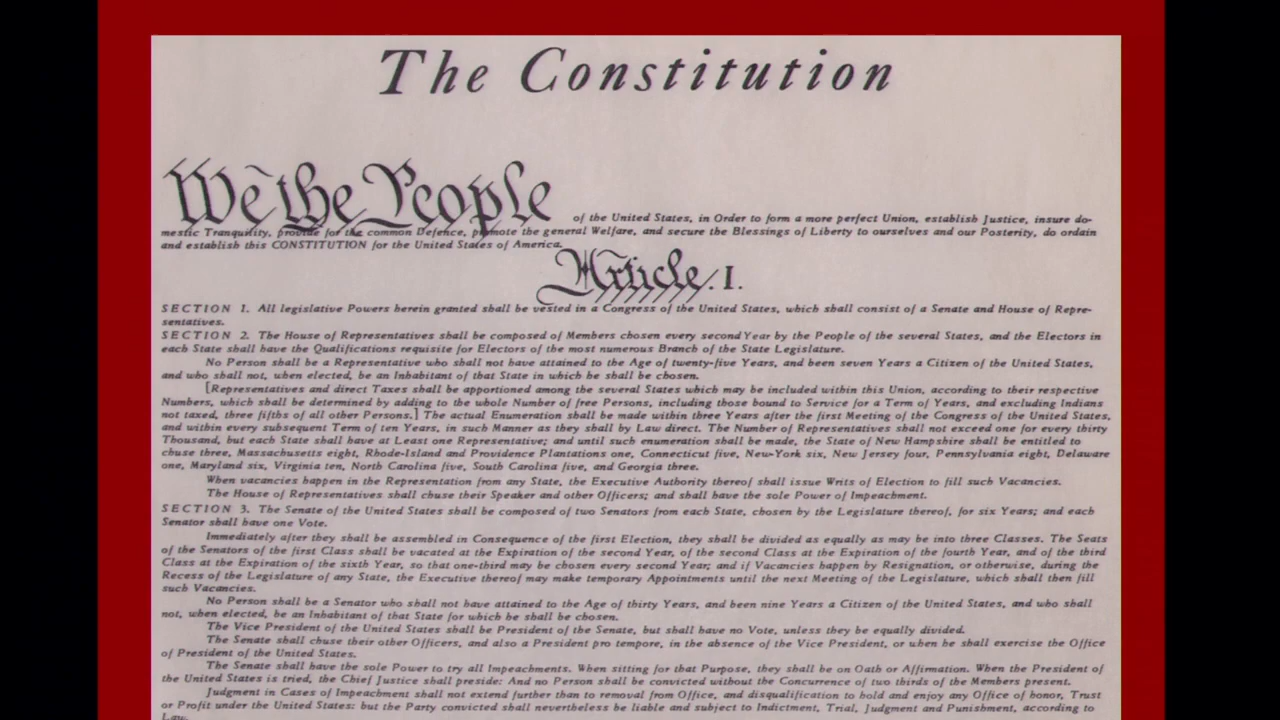 The Constitution
We the People of the United States, in Order to form a more perfect Union, establish Justice, insure do-
mestic Tranquility, provide for the common Defence, promote the general Welfare, and secure the Blessings of Liberty to ourselves and our Posterity, do ordain
and establish this CONSTITUTION for the United States of America.
Article. I.
SECTION 1. All legislative Powers herein granted shall be vested in a Congress of the United States, which shall consist of a Senate and House of Repre-
sentatives.
SECTION 2. The House of Representatives shall be composed of Members chosen every second Year by the People of the several States, and the Electors in
each State shall have the Qualifications requisite for Electors of the most numerous Branch of the State Legislature.
No Person shall be a Representative who shall not have attained to the Age of twenty-five Years, and been seven Years a Citizen of the United States,
and who shall not, when elected, be an Inhabitant of that State in which he shall be chosen.
[Representatives and direct Taxes shall be apportioned among the several States which may be included within this Union, according to their respective
Numbers, which shall be determined by adding to the whole Number of free Persons, including those bound to Service for a Term of Years, and excluding Indians
not taxed, three fifths of all other Persons.] The actual Enumeration shall be made within three Years after the first Meeting of the Congress of the United States,
and within every subsequent Term of ten Years, in such Manner as they shall by Law direct. The Number of Representatives shall not exceed one for every thirty
Thousand, but each State shall have at Least one Representative; and until such enumeration shall be made, the State of New Hampshire shall be entitled to
chuse three, Massachusetts eight, Rhode-Island and Providence Plantations one, Connecticut five, New-York six, New Jersey four, Pennsylvania eight, Delaware
one, Maryland six, Virginia ten, North Carolina five, South Carolina five, and Georgia three.
When vacancies happen in the Representation from any State, the Executive Authority thereof shall issue Writs of Election to fill such Vacancies.
The House of Representatives shall chuse their Speaker and other Officers; and shall have the sole Power of Impeachment.
SECTION 3. The Senate of the United States shall be composed of two Senators from each State, chosen by the Legislature thereof, for six Years; and each
Senator shall have one Vote.
Immediately after they shall be assembled in Consequence of the first Election, they shall be divided as equally as may be into three Classes. The Seats
of the Senators of the first Class shall be vacated at the Expiration of the second Year, of the second Class at the Expiration of the fourth Year, and of the third
Class at the Expiration of the sixth Year, so that one-third may be chosen every second Year; and if Vacancies happen by Resignation, or otherwise, during the
Recess of the Legislature of any State, the Executive thereof may make temporary Appointments until the next Meeting of the Legislature, which shall then fill
such Vacancies.
No Person shall be a Senator who shall not have attained to the Age of thirty Years, and been nine Years a Citizen of the United States, and who shall
not, when elected, be an Inhabitant of that State for which he shall be chosen.
The Vice President of the United States shall be President of the Senate, but shall have no Vote, unless they be equally divided.
The Senate shall chuse their other Officers, and also a President pro tempore, in the absence of the Vice President, or when he shall exercise the Office
of President of the United States.
The Senate shall have the sole Power to try all Impeachments. When sitting for that Purpose, they shall be on Oath or Affirmation. When the President of
the United States is tried, the Chief Justice shall preside: And no Person shall be convicted without the Concurrence of two thirds of the Members present.
Judgment in Cases of Impeachment shall not extend further than to removal from Office, and disqualification to hold and enjoy any Office of honor, Trust
or Profit under the United States: but the Party convicted shall nevertheless be liable and subject to Indictment, Trial, Judgment and Punishment, according to
Law.